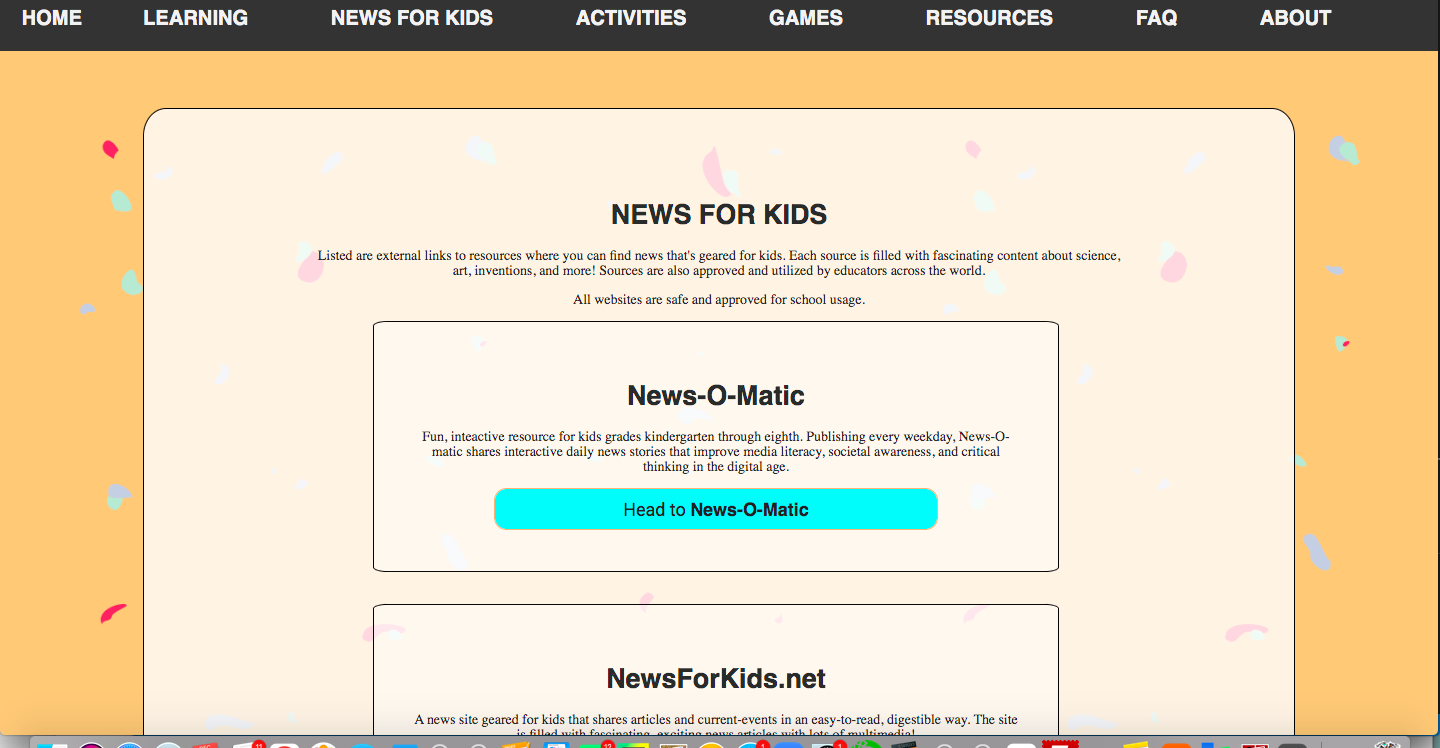 HOME LEARNING NEWS FOR KIDS ACTIVITIES GAMES RESOURCES FAQ ABOUT
NEWS FOR KIDS
Listed are external links to resources where you can find news that's geared for kids. Each source is filled with fascinating content about science,
art, inventions, and more! Sources are also approved and utilized by educators across the world.
All websites are safe and approved for school usage.
News-O-Matic
Fun, inteactive resource for kids grades kindergarten through eighth. Publishing every weekday, News-O-
matic shares interactive daily news stories that improve media literacy, societal awareness, and critical
thinking in the digital age.
Head to News-O-Matic
NewsForKids.net
A news site geared for kids that shares articles and current-events in an easy-to-read, digestible way. The site
is filled with fascinating, exciting news articles with lots of multimedia!